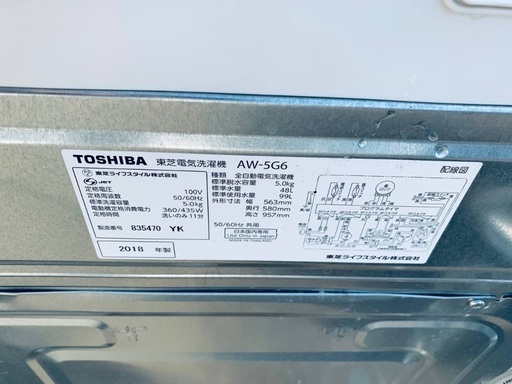 TOSHIBA 東芝電気洗濯機 AW-5G6
東芝ライフスタイル株式会社
JET
定格電圧 100V
定格周波数 50/60Hz
標準洗濯容量 5.0kg
電動機定格消費電力 360/435W
洗いのみ11分
製造番号 835470 YK
2018 年製
種類 全自動電気洗濯機
標準脱水容量 5.0kg
標準水量 48L
標準使用水量 99L
外形寸法 幅 563mm
奥行 580mm
高さ 957mm
50/60Hz 共用
日本国内専用
Use only in Japan
MADE IN THAILAND
配線図
東芝ライフスタイル株式会社